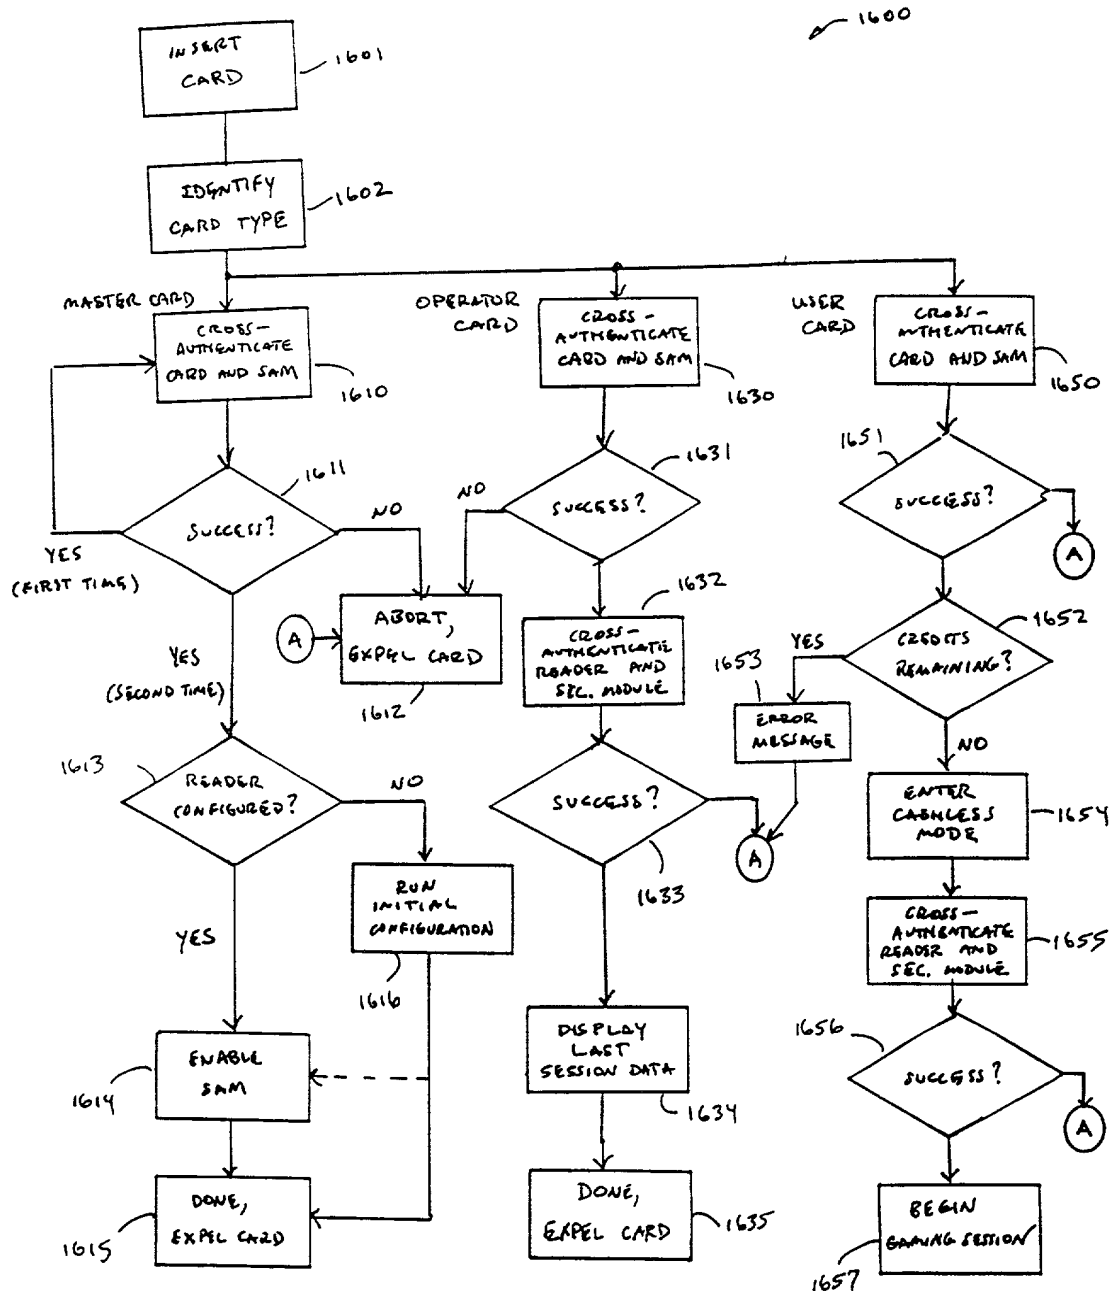 1600
INSERT
CARD
1601
IDENTIFY
CARD TYPE
1602
MASTER CARD
CROSS-
AUTHENTICATE
CARD AND SAM
1610
OPERATOR
CARD
CROSS-
AUTHENTICATE
CARD AND SAM
1630
USER
CARD
CROSS-
AUTHENTICATE
CARD AND SAM
1650
1611
SUCCESS?
NO
YES
(FIRST TIME)
1631
NO
SUCCESS?
1651
SUCCESS?
A
A
ABORT,
EXPEL CARD
1612
1632
CROSS-
AUTHENTICATE
READER AND
SEC. MODULE
1652
YES
CREDITS
REMAINING?
1653
ERROR
MESSAGE
NO
YES
(SECOND TIME)
1613
READER
CONFIGURED?
NO
SUCCESS?
1633
A
ENTER
CASHLESS
MODE
1654
RUN
INITIAL
CONFIGURATION
1616
YES
CROSS-
AUTHENTICATE
READER AND
SEC. MODULE
1655
ENABLE
SAM
1614
DISPLAY
LAST
SESSION DATA
1634
1656
SUCCESS?
A
DONE,
EXPEL CARD
1615
DONE,
EXPEL CARD
1635
BEGIN
GAMING SESSION
1657